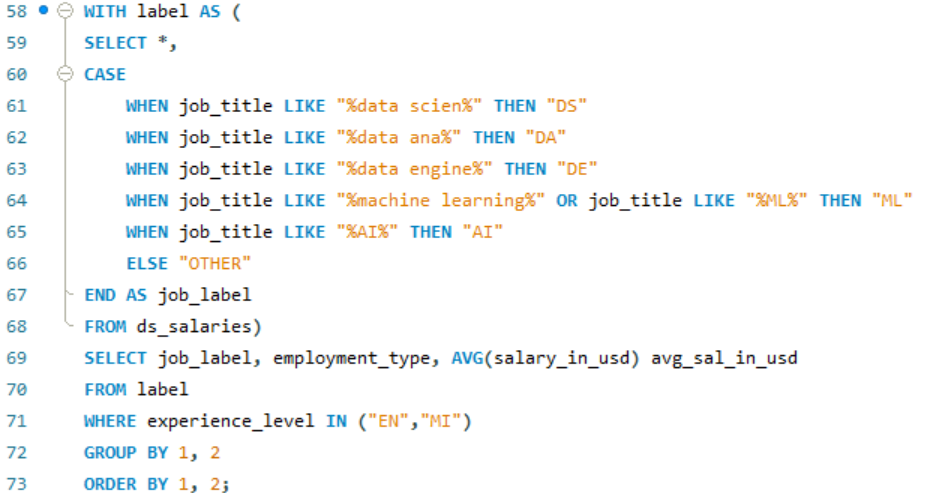 58 WITH label AS (
59 SELECT *,
60 CASE
61 WHEN job_title LIKE "%data scien%" THEN "DS"
62 WHEN job_title LIKE "%data ana%" THEN "DA"
63 WHEN job_title LIKE "%data engine%" THEN "DE"
64 WHEN job_title LIKE "%machine learning%" OR job_title LIKE "%ML%" THEN "ML"
65 WHEN job_title LIKE "%AI%" THEN "AI"
66 ELSE "OTHER"
67 END AS job_label
68 FROM ds_salaries)
69 SELECT job_label, employment_type, AVG(salary_in_usd) avg_sal_in_usd
70 FROM label
71 WHERE experience_level IN ("EN","MI")
72 GROUP BY 1, 2
73 ORDER BY 1, 2;